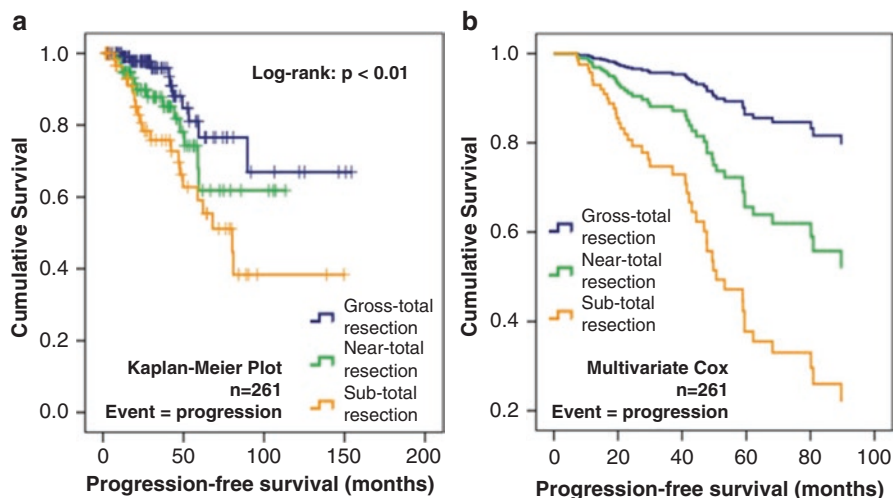 a
1.0
0.8
0.6
0.4
0.2
0.0
Cumulative Survival
Log-rank: p < 0.01
Gross-total
resection
Near-total
resection
Sub-total
resection
Kaplan-Meier Plot
n=261
Event = progression
0
50
100
150
200
Progression-free survival (months)
b
1.0
0.8
0.6
0.4
0.2
Cumulative Survival
Gross-total
resection
Near-total
resection
Sub-total
resection
Multivariate Cox
n=261
Event = progression
0
20
40
60
80
100
Progression-free survival (months)